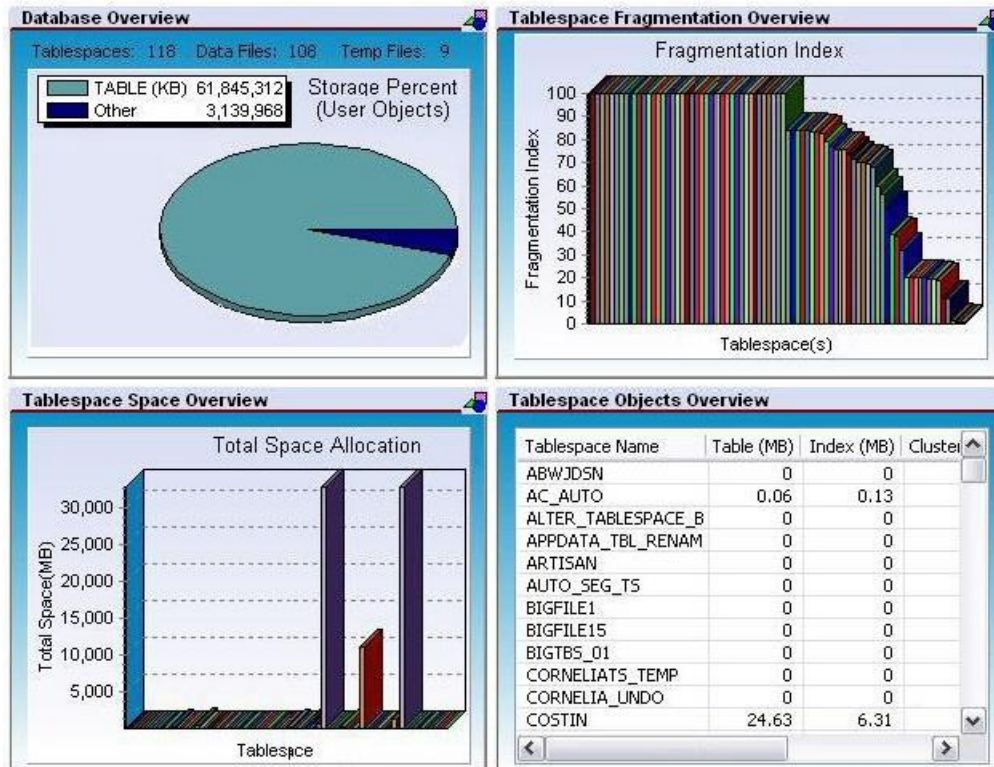 Database Overview
Tablespaces: 118 Data Files: 108 Temp Files: 9
TABLE (KB) 61,845,312
Other 3,139,968
Storage Percent
(User Objects)
Tablespace Fragmentation Overview
Fragmentation Index
Fragmentation Index
100
90
80
70
60
50
40
30
20
10
0
Tablespace(s)
Tablespace Space Overview
Total Space Allocation
Total Space(MB)
30,000
25,000
20,000
15,000
10,000
5,000
Tablespace
Tablespace Objects Overview
Tablespace Name Table (MB) Index (MB) Cluster
ABWJDSN 0 0
AC_AUTO 0.06 0.13
ALTER_TABLESPACE_B 0 0
APPDATA_TBL_RENAM 0 0
ARTISAN 0 0
AUTO_SEG_TS 0 0
BIGFILE1 0 0
BIGFILE15 0 0
BIGTBS_01 0 0
CORNELIATS_TEMP 0 0
CORNELIA_UNDO 0 0
COSTIN 24.63 6.31